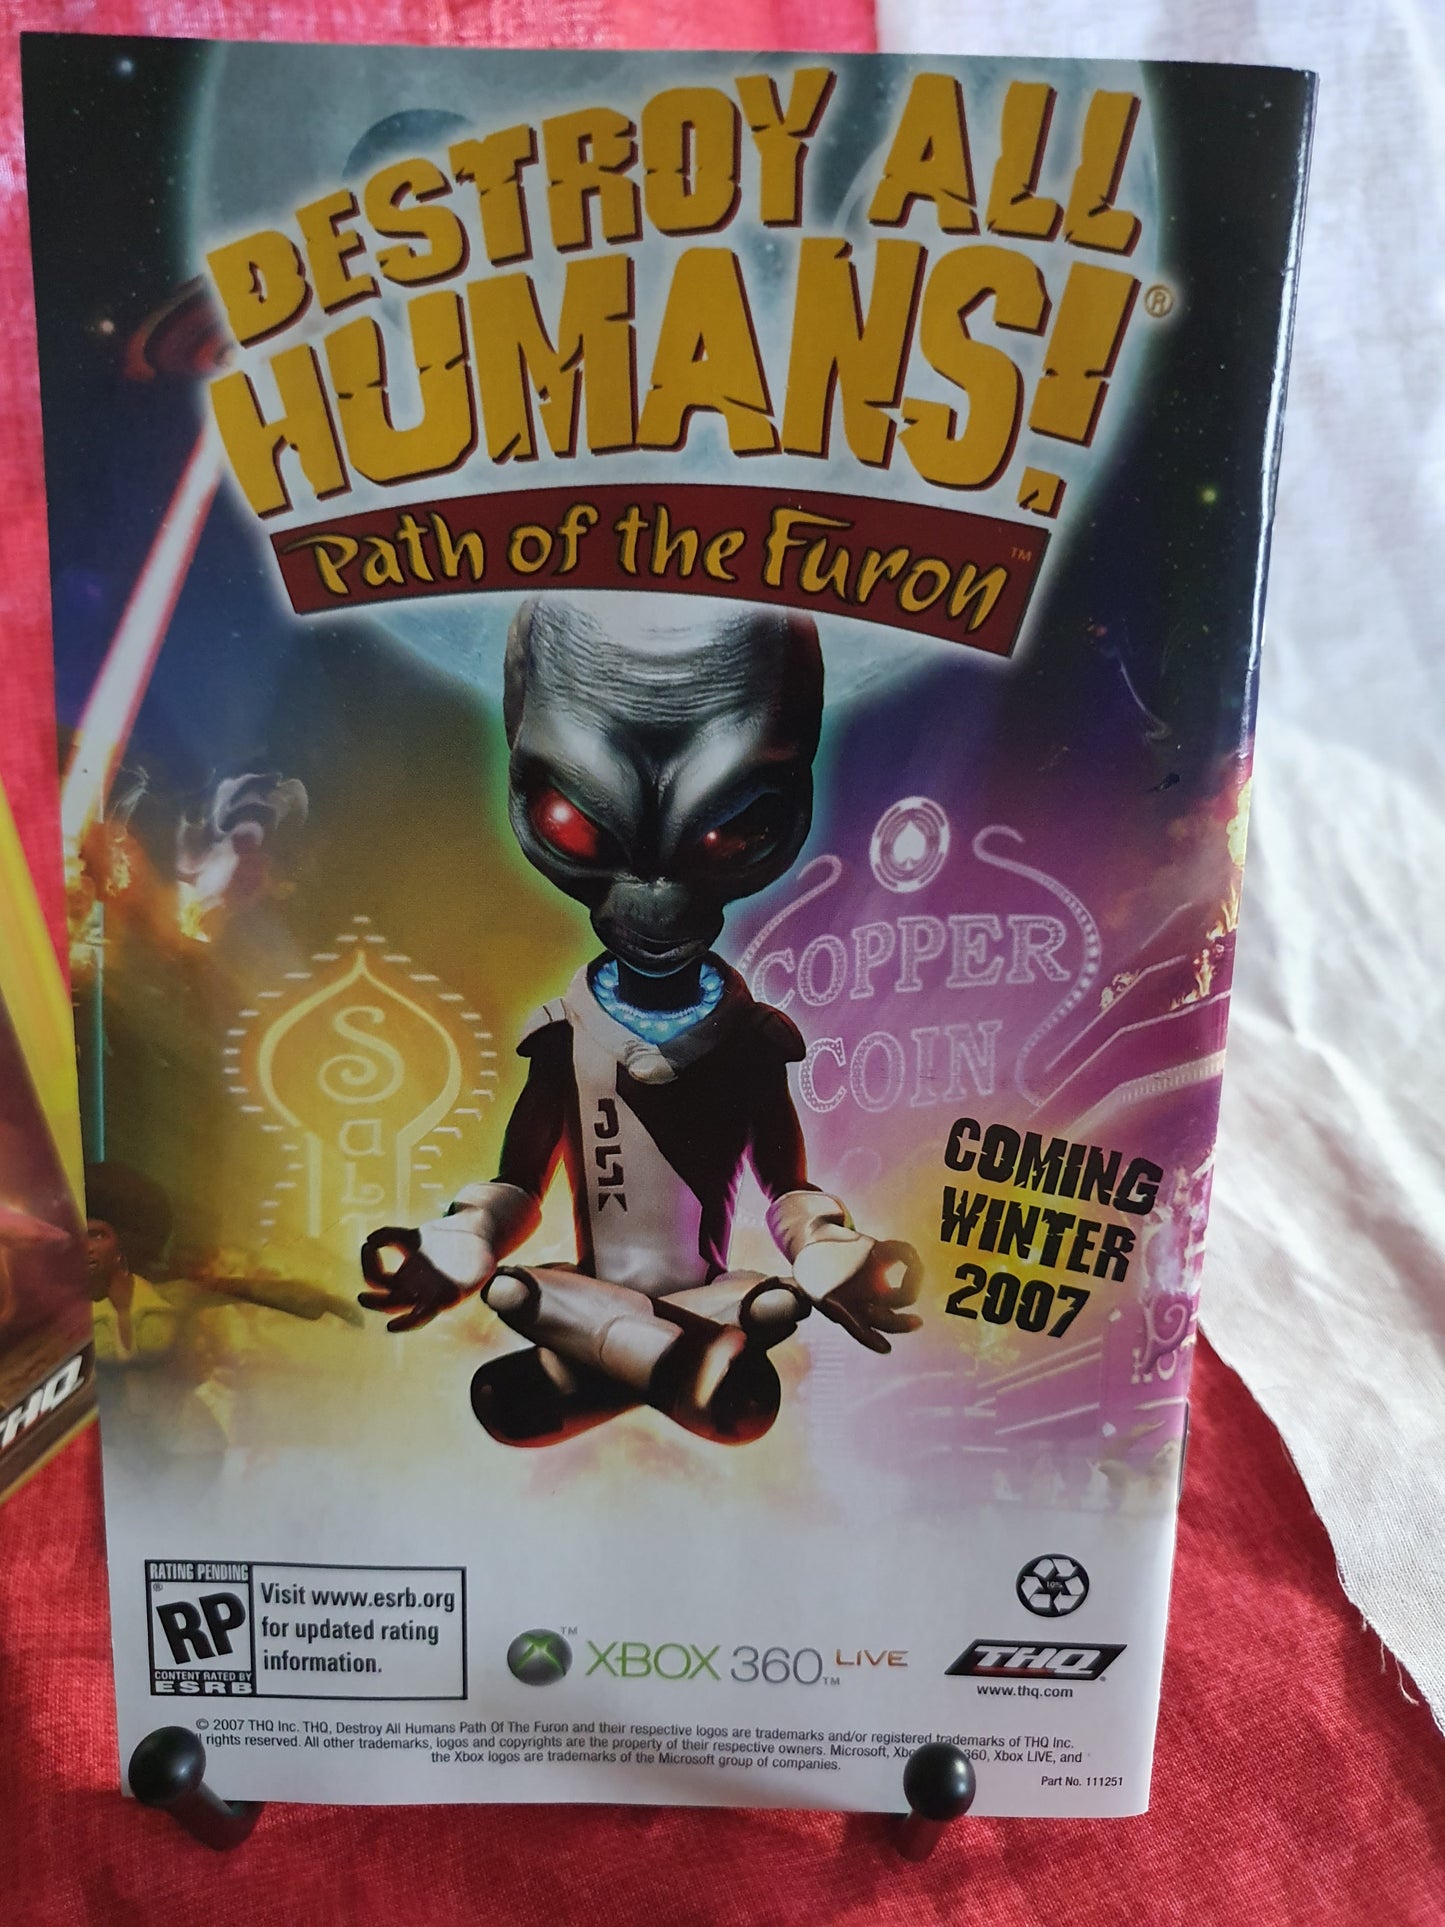 DESTROY ALL
HUMANS!®
Path of the Furon™
COPPER
COIN
S
a
L
T
COMING
WINTER
2007
RATING PENDING
RP®
CONTENT RATED BY
ESRB
Visit www.esrb.org
for updated rating
information.
XBOX 360™ LIVE
THQ®
www.thq.com
THQ
© 2007 THQ Inc. THQ, Destroy All Humans Path Of The Furon and their respective logos are trademarks and/or registered trademarks of THQ Inc.
rights reserved. All other trademarks, logos and copyrights are the property of their respective owners. Microsoft, 360, Xbox LIVE, and
the Xbox logos are trademarks of the Microsoft group of companies.
Part No. 111251